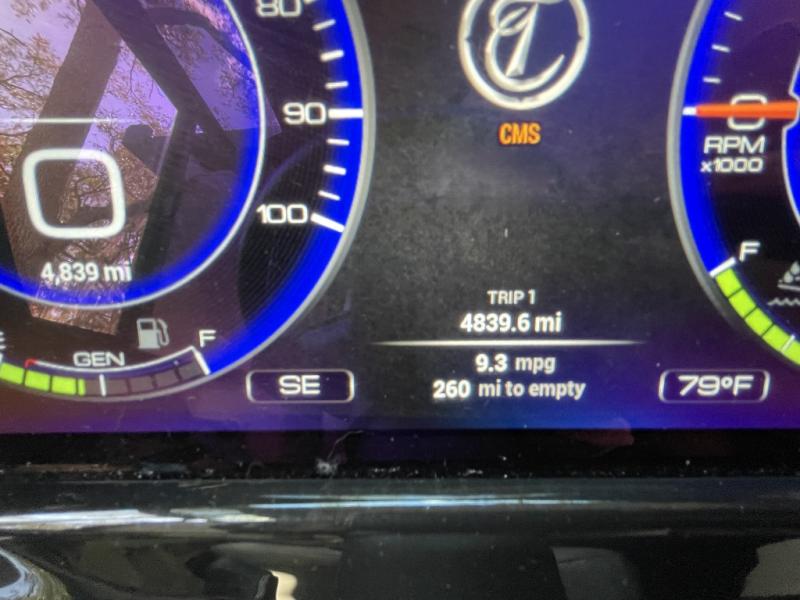 80
90
100
0
4,839 mi
E
GEN
F
SE
CMS
TRIP 1
4839.6 mi
9.3 mpg
260 mi to empty
0
RPM
x1000
F
79°F